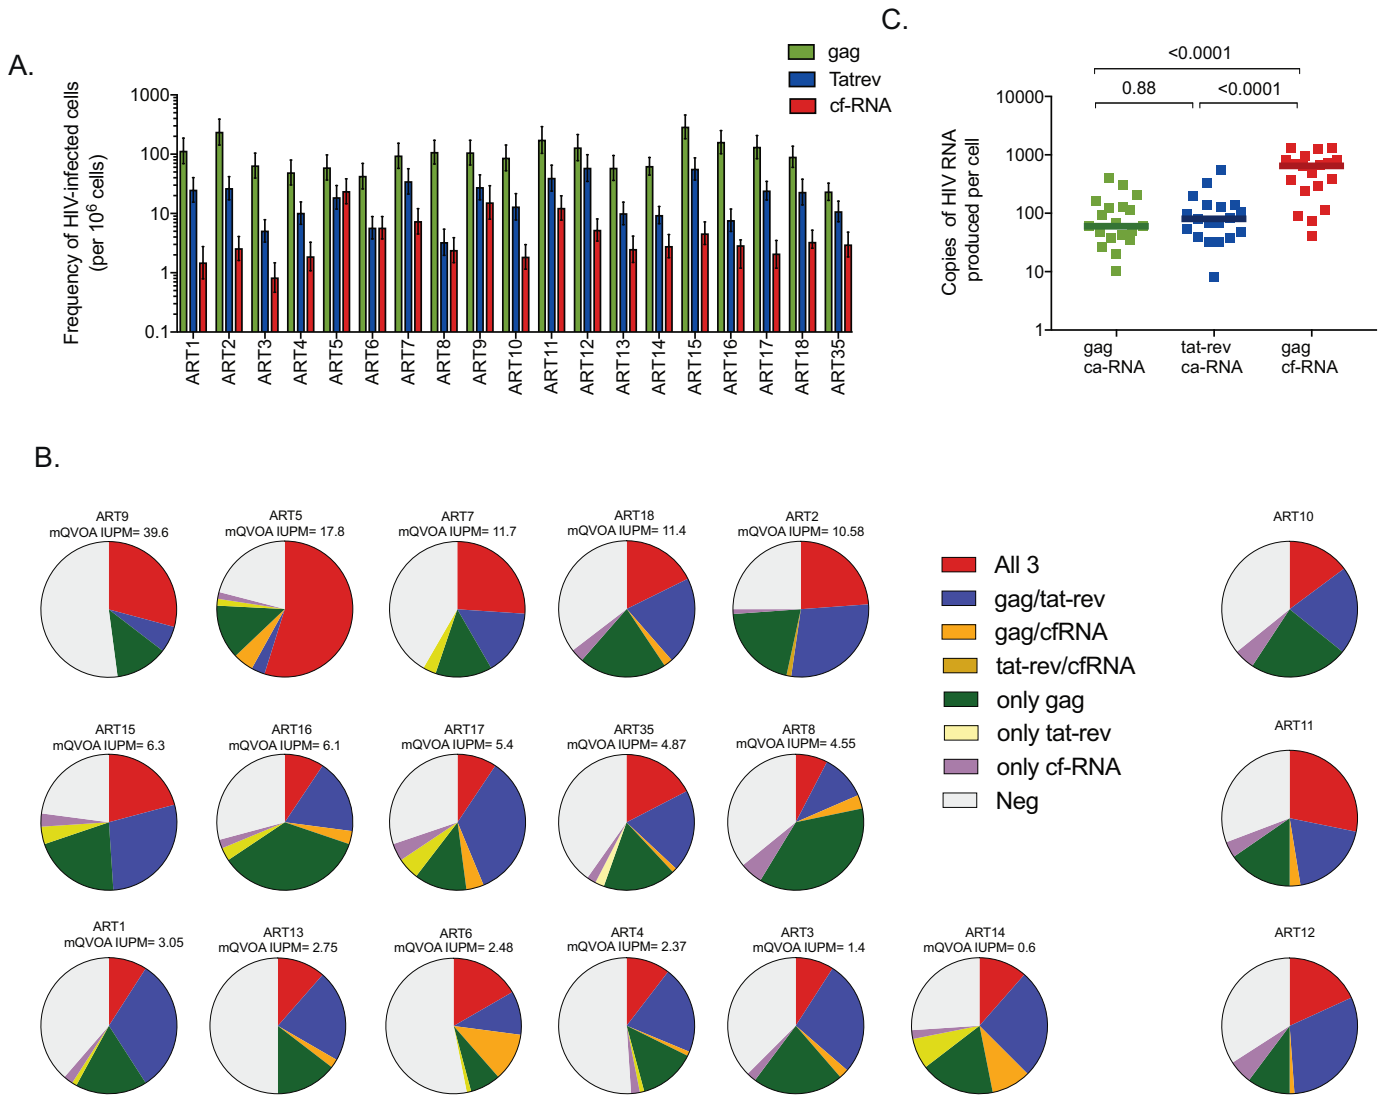 C.
A.
gag
Tatrev
cf-RNA
Frequency of HIV-infected cells
(per 10⁶ cells)
1000
100
10
1
0.1
ART1
ART2
ART3
ART4
ART5
ART6
ART7
ART8
ART9
ART10
ART11
ART12
ART13
ART14
ART15
ART16
ART17
ART18
ART35
<0.0001
0.88
<0.0001
Copies of HIV RNA
produced per cell
10000
1000
100
10
1
gag
ca-RNA
tat-rev
ca-RNA
gag
cf-RNA
B.
ART9
mQVOA IUPM= 39.6
ART5
mQVOA IUPM= 17.8
ART7
mQVOA IUPM= 11.7
ART18
mQVOA IUPM= 11.4
ART2
mQVOA IUPM= 10.58
ART10
All 3
gag/tat-rev
gag/cfRNA
tat-rev/cfRNA
only gag
only tat-rev
only cf-RNA
Neg
ART15
mQVOA IUPM= 6.3
ART16
mQVOA IUPM= 6.1
ART17
mQVOA IUPM= 5.4
ART35
mQVOA IUPM= 4.87
ART8
mQVOA IUPM= 4.55
ART11
ART1
mQVOA IUPM= 3.05
ART13
mQVOA IUPM= 2.75
ART6
mQVOA IUPM= 2.48
ART4
mQVOA IUPM= 2.37
ART3
mQVOA IUPM= 1.4
ART14
mQVOA IUPM= 0.6
ART12